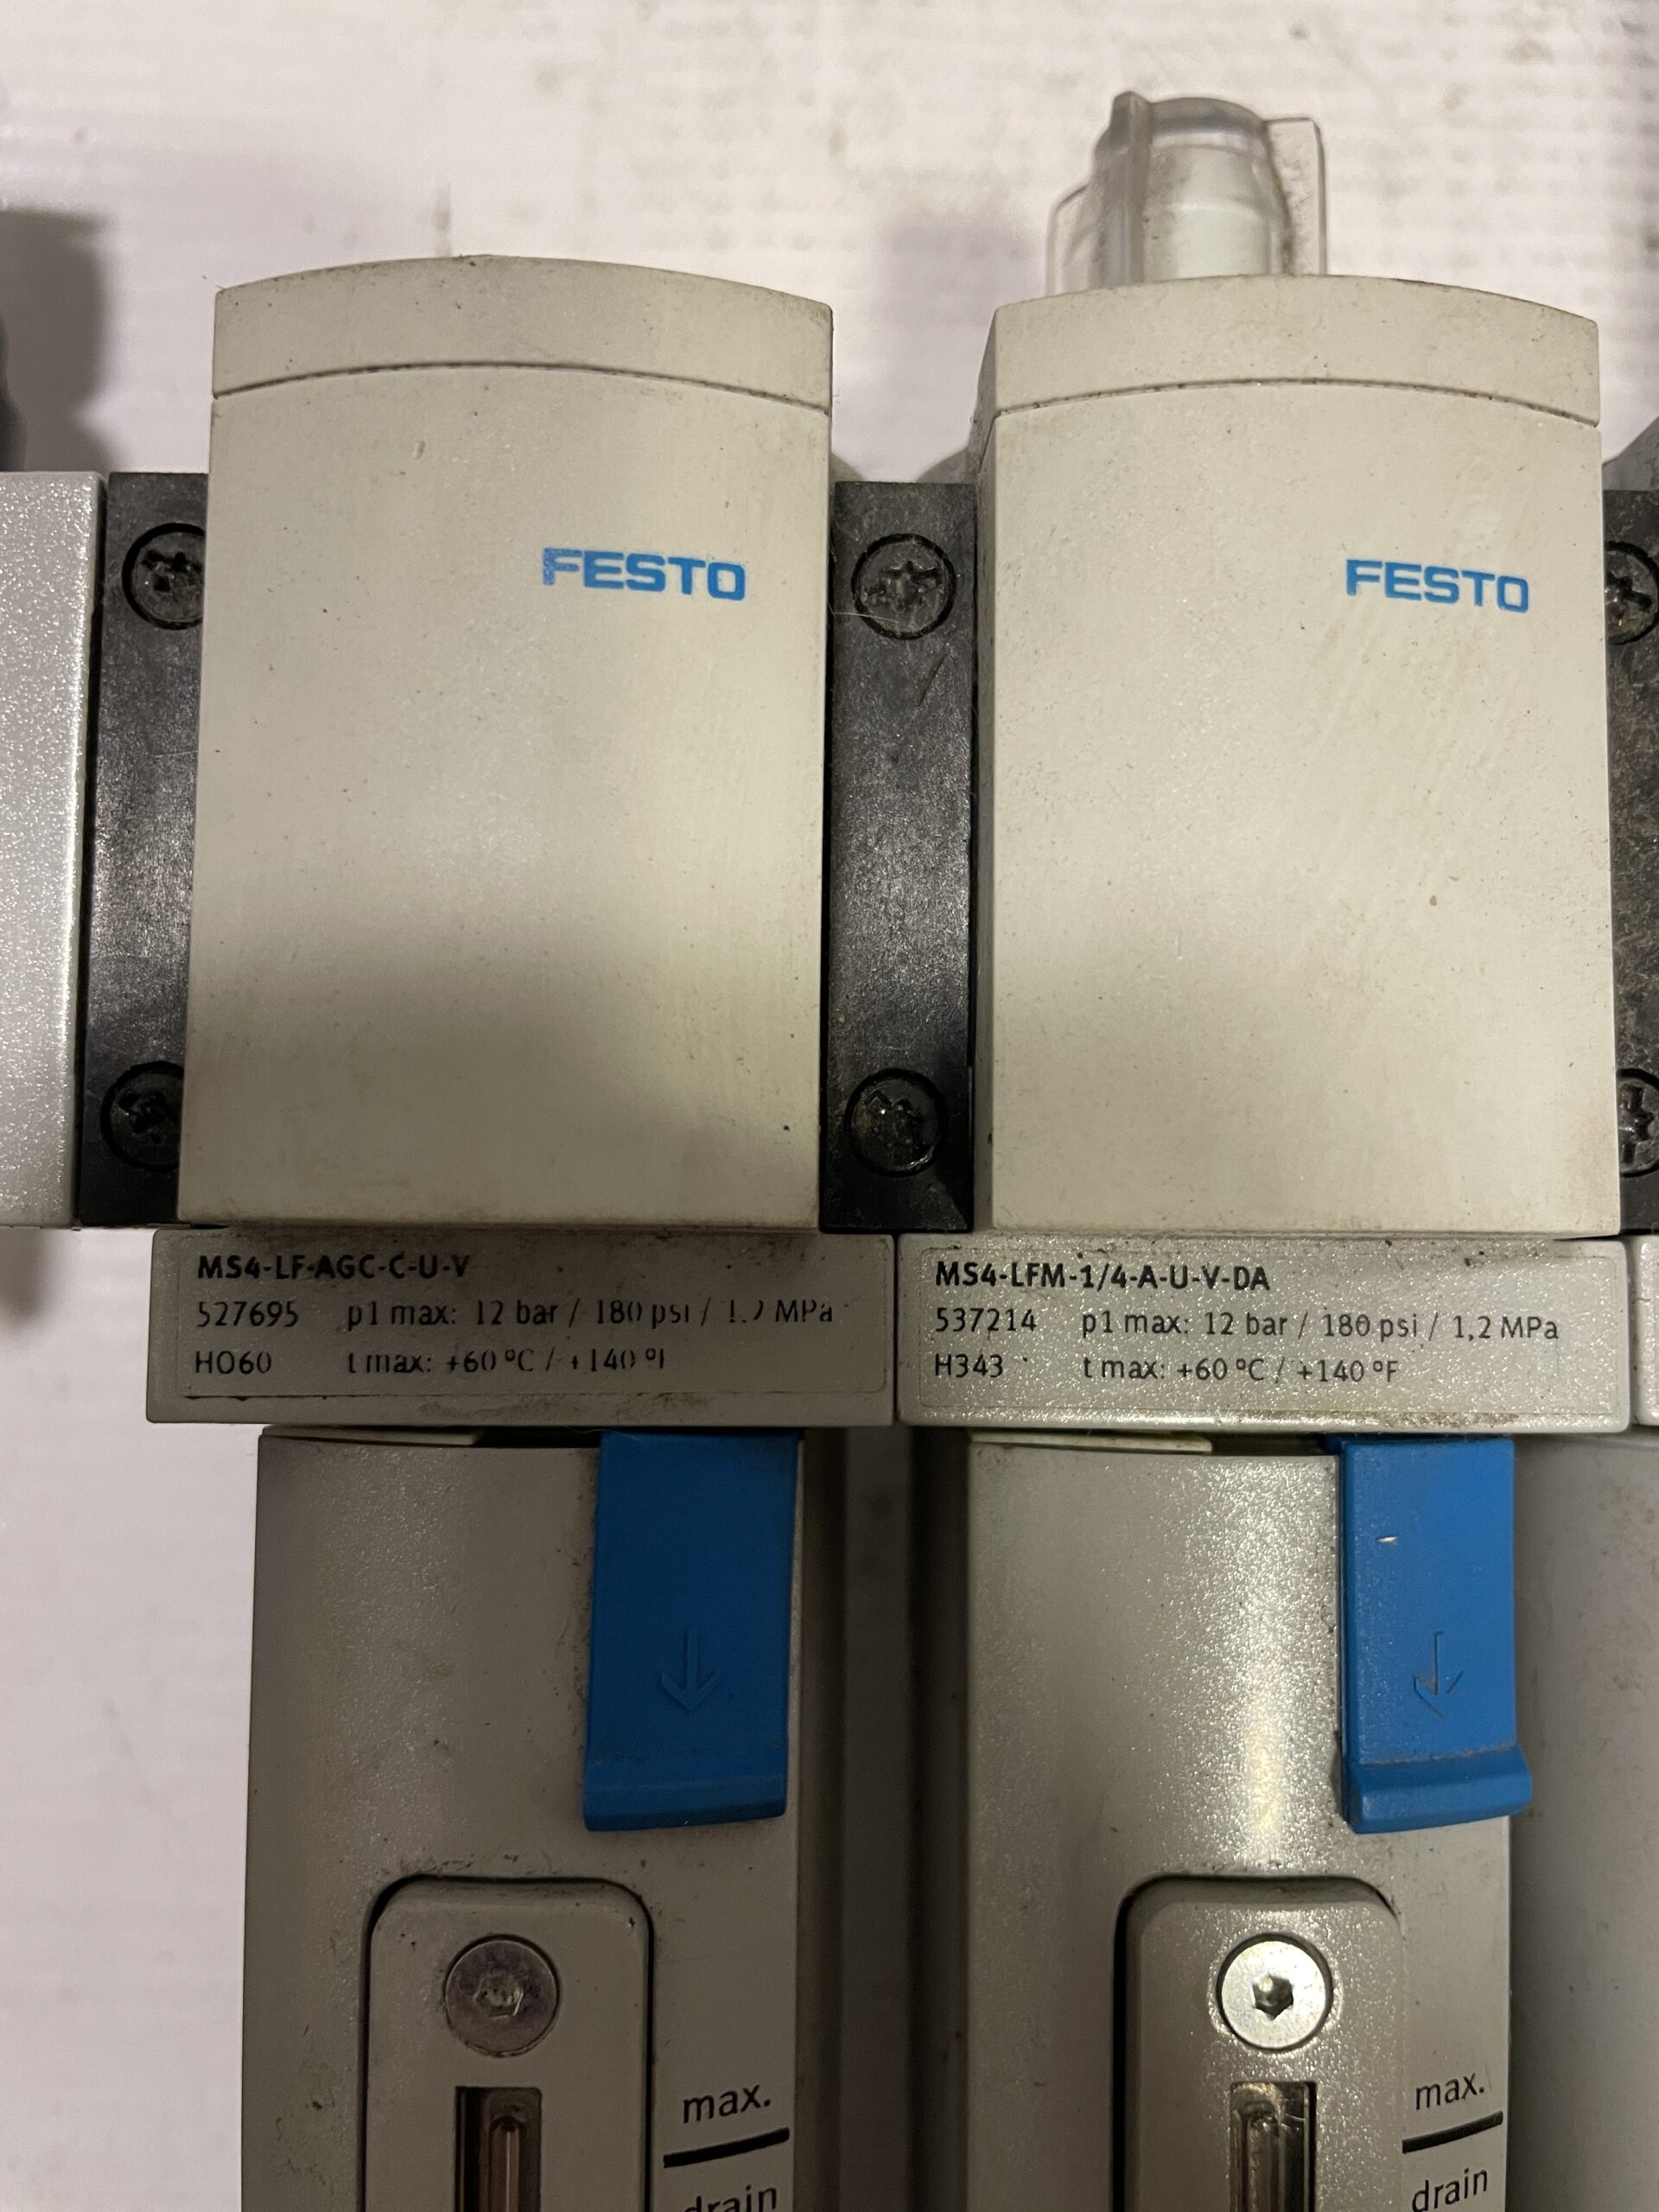 FESTO
FESTO
MS4-LF-AGC-C-U-V
527695 p1 max: 12 bar / 180 psi / 1.2 MPa
H060 t max: +60 °C / +140 °F
MS4-LFM-1/4-A-U-V-DA
537214 p1 max: 12 bar / 180 psi / 1,2 MPa
H343 t max: +60 °C / +140 °F
max.
drain
max.
drain